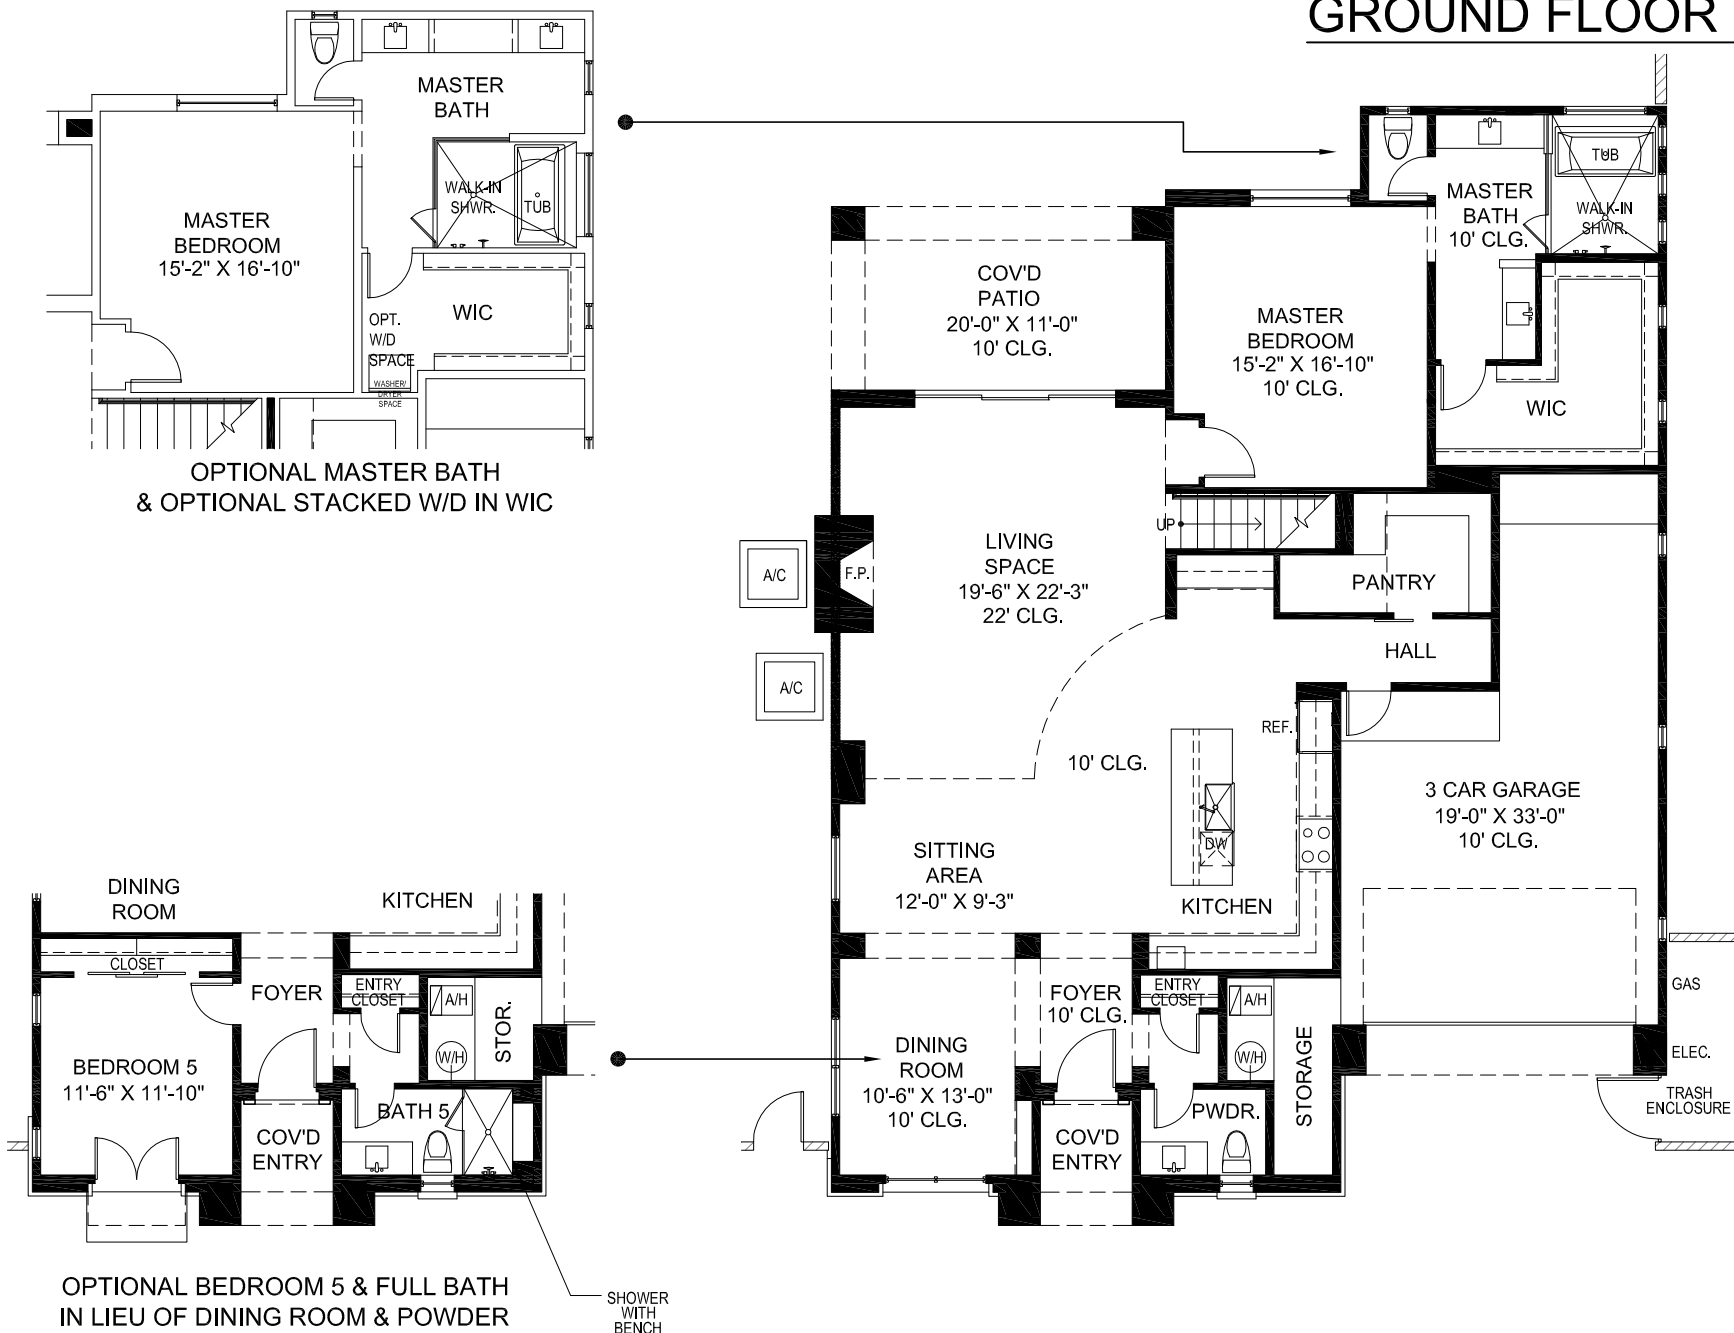 GROUND FLOOR
MASTER
BATH
WALK-IN
SHWR.
TUB
MASTER
BEDROOM
15'-2" X 16'-10"
WIC
OPT.
W/D
SPACE
WASHER/
DRYER
SPACE
OPTIONAL MASTER BATH
& OPTIONAL STACKED W/D IN WIC
TUB
MASTER
BATH
10' CLG.
WALK-IN
SHWR.
COV'D
PATIO
20'-0" X 11'-0"
10' CLG.
MASTER
BEDROOM
15'-2" X 16'-10"
10' CLG.
WIC
UP
LIVING
SPACE
19'-6" X 22'-3"
22' CLG.
F.P.
A/C
A/C
PANTRY
HALL
REF.
10' CLG.
3 CAR GARAGE
19'-0" X 33'-0"
10' CLG.
DW
SITTING
AREA
12'-0" X 9'-3"
KITCHEN
ENTRY
CLOSET
FOYER
10' CLG.
A/H
W/H
STORAGE
DINING
ROOM
10'-6" X 13'-0"
10' CLG.
PWDR.
COV'D
ENTRY
GAS
ELEC.
TRASH
ENCLOSURE
DINING
ROOM
KITCHEN
CLOSET
FOYER
ENTRY
CLOSET
A/H
W/H
STOR.
BEDROOM 5
11'-6" X 11'-10"
BATH 5
COV'D
ENTRY
OPTIONAL BEDROOM 5 & FULL BATH
IN LIEU OF DINING ROOM & POWDER
SHOWER
WITH
BENCH